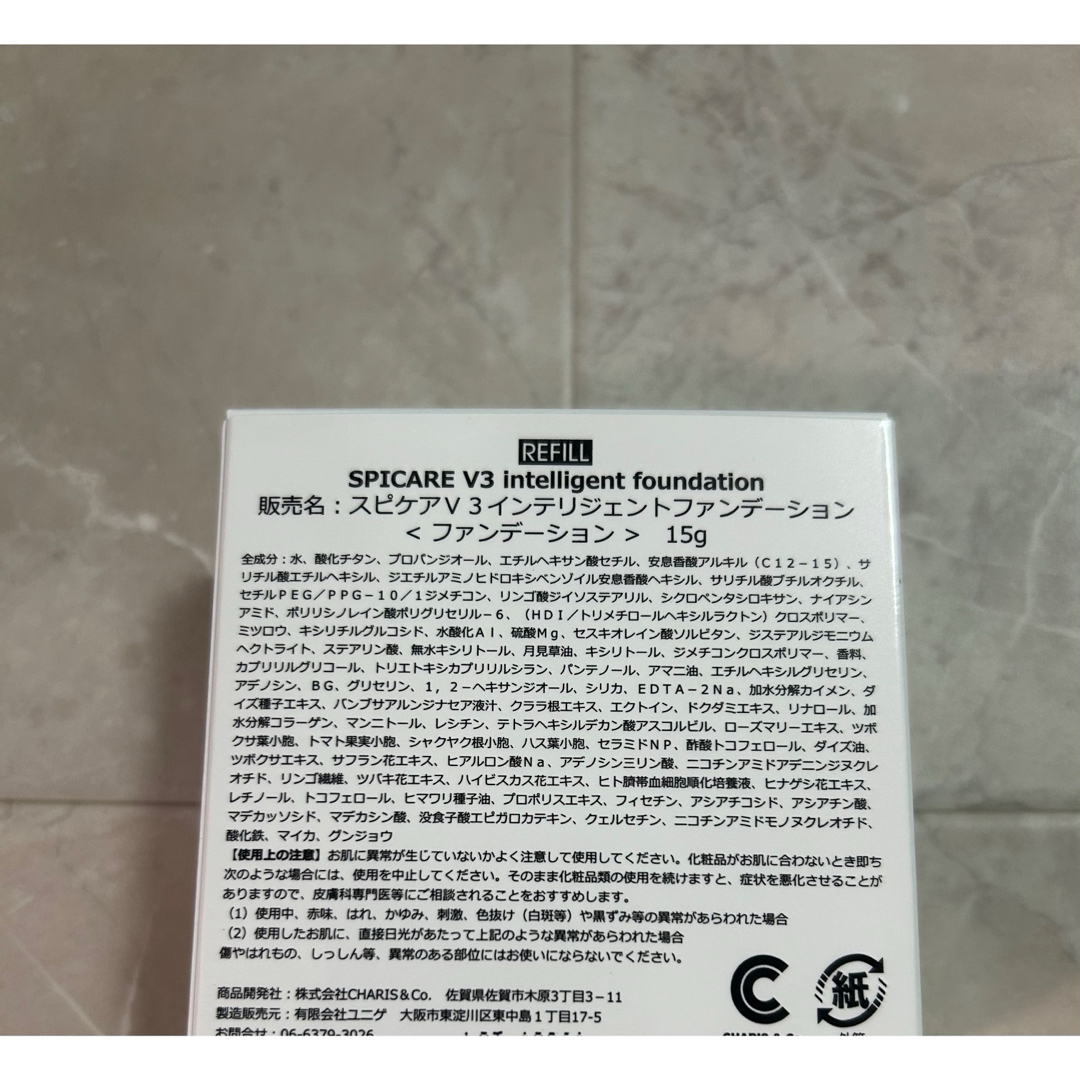 REFILL
SPICARE V3 intelligent foundation
販売名：スピケアV３インテリジェントファンデーション
＜ファンデーション＞　15g
全成分：水、酸化チタン、プロパンジオール、エチルヘキサン酸セチル、安息香酸アルキル（C１２－１５）、サ
リチル酸エチルヘキシル、ジエチルアミノヒドロキシベンゾイル安息香酸ヘキシル、サリチル酸ブチルオクチル、
セチルPEG／PPG－10／1ジメチコン、リンゴ酸ジイソステアリル、シクロペンタシロキサン、ナイアシン
アミド、ポリリシノレイン酸ポリグリセリル－6、（HDI／トリメチロールヘキシルラクトン）クロスポリマー、
ミツロウ、キシリチルグルコシド、水酸化Al、硫酸Mg、セスキオレイン酸ソルビタン、ジステアルジモニウム
ヘクトライト、ステアリン酸、無水キシリトール、月見草油、キシリトール、ジメチコンクロスポリマー、香料、
カプリリルグリコール、トリエトキシカプリリルシラン、パンテノール、アマニ油、エチルヘキシルグリセリン、
アデノシン、BG、グリセリン、1，2－ヘキサンジオール、シリカ、EDTA－2Na、加水分解カイメン、ダ
イズ種子エキス、バンブサアルンジナセア液汁、クララ根エキス、エクトイン、ドクダミエキス、リナロール、加
水分解コラーゲン、マンニトール、レシチン、テトラヘキシルデカン酸アスコルビル、ローズマリーエキス、ツボ
クサ葉小胞、トマト果実小胞、シャクヤク根小胞、ハス葉小胞、セラミドNP、酢酸トコフェロール、ダイズ油、
ツボクサエキス、サフラン花エキス、ヒアルロン酸Na、アデノシンミリン酸、ニコチンアミドアデニンジヌクレ
オチド、リンゴ繊維、ツバキ花エキス、ハイビスカス花エキス、ヒト臍帯血細胞順化培養液、ヒナゲシ花エキス、
レチノール、トコフェロール、ヒマワリ種子油、プロポリスエキス、フィセチン、アシアチコシド、アシアチン酸、
マデカッソシド、マデカシン酸、没食子酸エピガロカテキン、クェルセチン、ニコチンアミドモノヌクレオチド、
酸化鉄、マイカ、グンジョウ
【使用上の注意】お肌に異常が生じていないかよく注意して使用してください。化粧品がお肌に合わないとき即ち
次のような場合には、使用を中止してください。そのまま化粧品類の使用を続けますと、症状を悪化させることが
ありますので、皮膚科専門医等にご相談されることをおすすめします。
（1）使用中、赤味、はれ、かゆみ、刺激、色抜け（白斑等）や黒ずみ等の異常があらわれた場合
（2）使用したお肌に、直接日光があたって上記のような異常があらわれた場合
傷やはれもの、しっしん等、異常のある部位にはお使いにならないでください。
商品開発社：株式会社CHARIS＆Co.　佐賀県佐賀市木原3丁目3－11
製造販売元：有限会社ユニゲ　大阪市東淀川区東中島１丁目17-5
お問合せ：06-6379-3026
紙
CHARIS & Co.
外箱